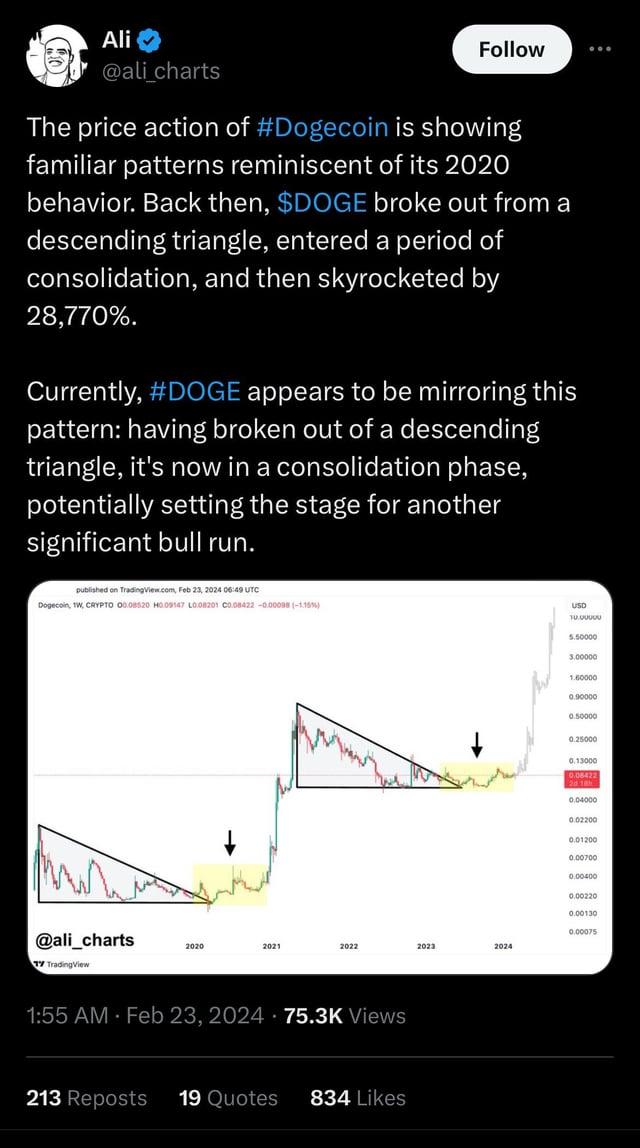 Ali
Follow
@ali_charts
The price action of #Dogecoin is showing
familiar patterns reminiscent of its 2020
behavior. Back then, $DOGE broke out from a
descending triangle, entered a period of
consolidation, and then skyrocketed by
28,770%.
Currently, #DOGE appears to be mirroring this
pattern: having broken out of a descending
triangle, it's now in a consolidation phase,
potentially setting the stage for another
significant bull run.
published on TradingView.com, Feb 23, 2024 06:49 UTC
Dogecoin, 1W, CRYPTO O0.08520 H0.09147 L0.08201 C0.08422 −0.00098 (−1.15%)
USD
10.00000
5.50000
3.00000
1.60000
0.90000
0.50000
0.25000
0.13000
0.08422
2d 18h
0.04000
0.02200
0.01200
0.00700
0.00400
0.00220
0.00130
0.00075
@ali_charts
2020 2021 2022 2023 2024
TradingView
1:55 AM · Feb 23, 2024 · 75.3K Views
213 Reposts 19 Quotes 834 Likes